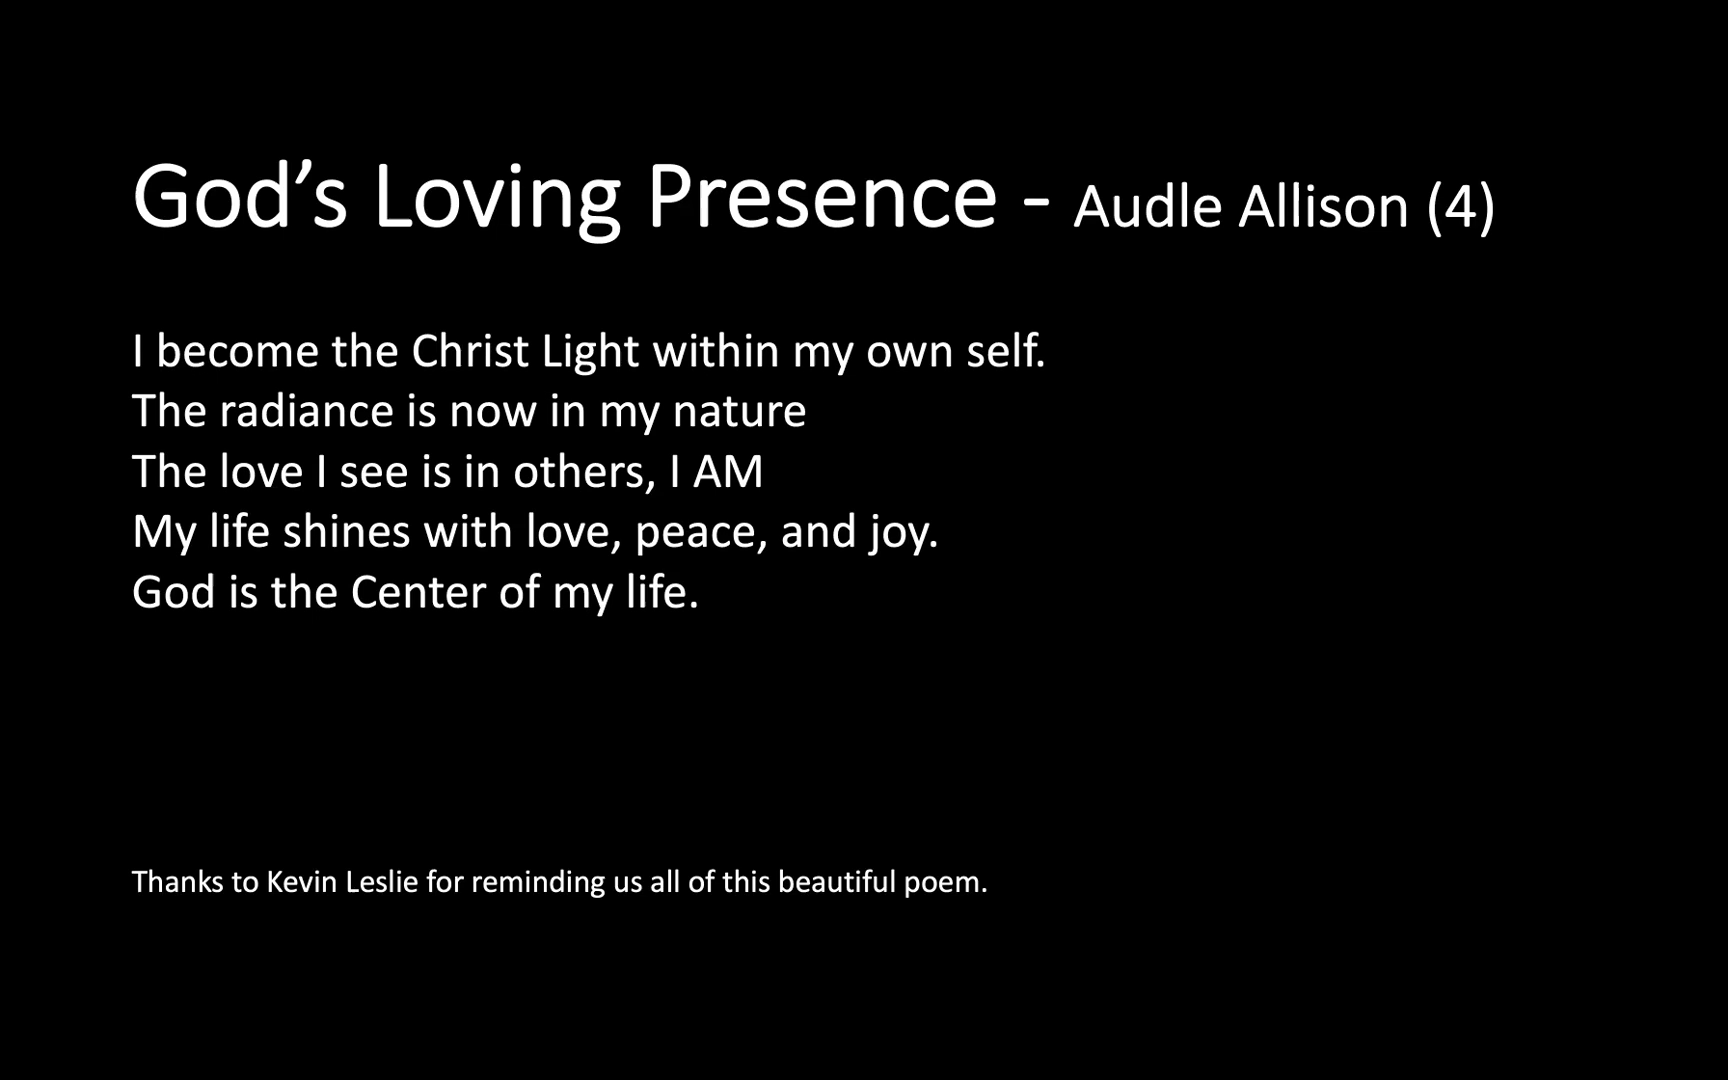 God’s Loving Presence - Audle Allison (4)
I become the Christ Light within my own self.
The radiance is now in my nature
The love I see is in others, I AM
My life shines with love, peace, and joy.
God is the Center of my life.
Thanks to Kevin Leslie for reminding us all of this beautiful poem.